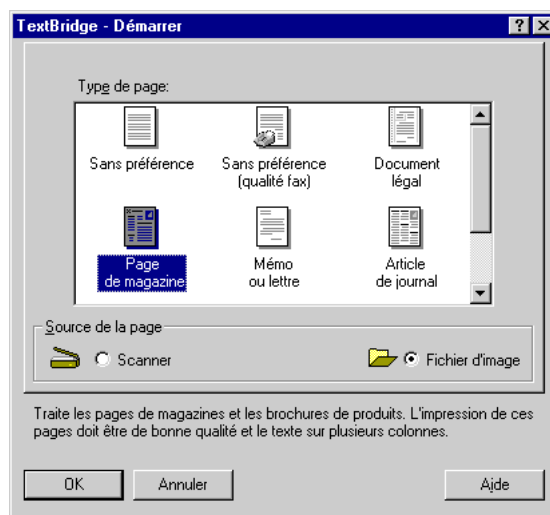 TextBridge - Démarrer
Type de page:
Sans préférence
Sans préférence
(qualité fax)
Document
légal
Page
de magazine
Mémo
ou lettre
Article
de journal
Source de la page
Scanner
Fichier d'image
Traite les pages de magazines et les brochures de produits. L'impression de ces
pages doit être de bonne qualité et le texte sur plusieurs colonnes.
OK
Annuler
Aide